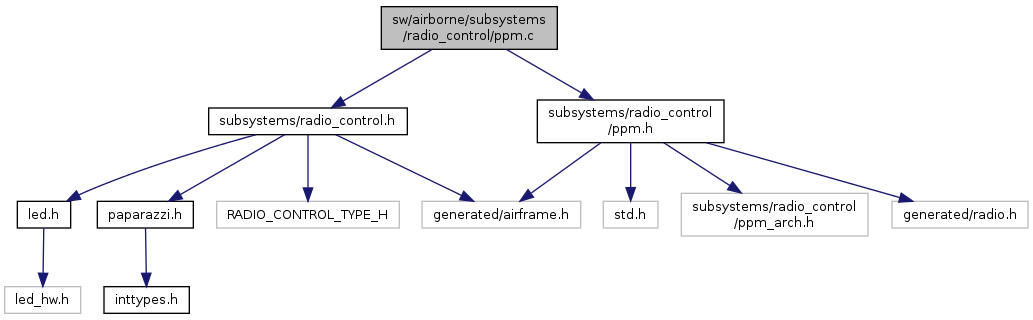 sw/airborne/subsystems
/radio_control/ppm.c
subsystems/radio_control.h
subsystems/radio_control
/ppm.h
led.h
paparazzi.h
RADIO_CONTROL_TYPE_H
generated/airframe.h
std.h
subsystems/radio_control
/ppm_arch.h
generated/radio.h
led_hw.h
inttypes.h